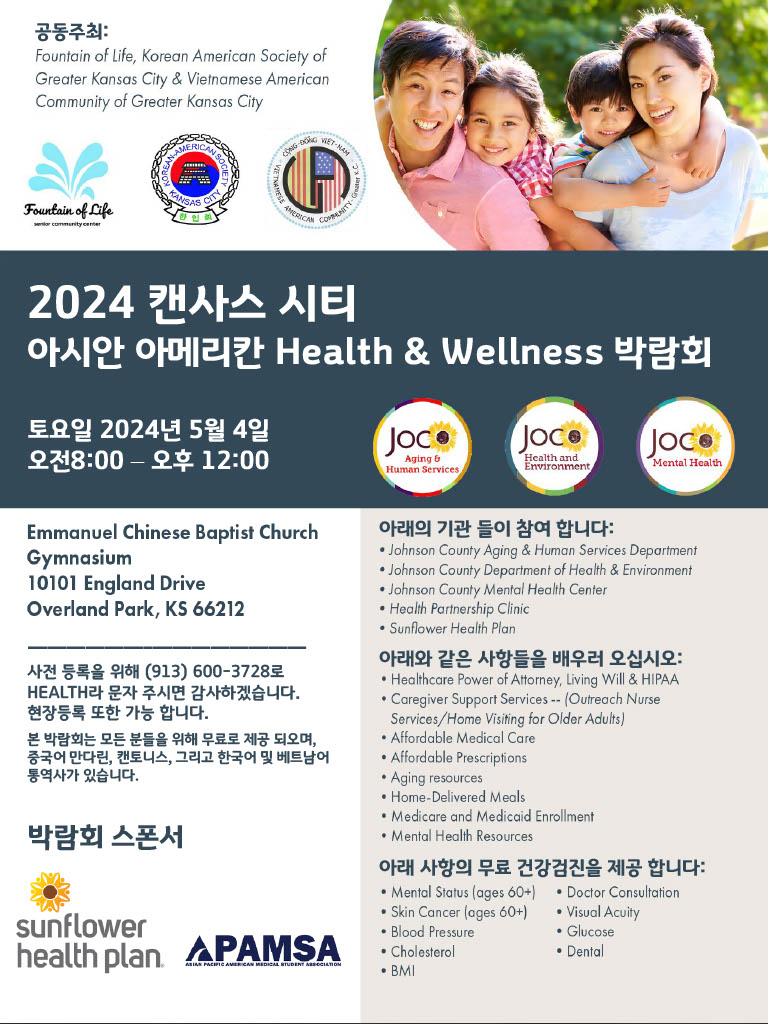 공동주최:
Fountain of Life, Korean American Society of
Greater Kansas City & Vietnamese American
Community of Greater Kansas City
Fountain of Life
senior community center
KOREAN-AMERICAN SOCIETY
KANSAS CITY
한인회
CỘNG-ĐỒNG VIỆT-NAM
VIETNAMESE AMERICAN COMMUNITY-Greater K.C.
2024 캔사스 시티
아시안 아메리칸 Health & Wellness 박람회
토요일 2024년 5월 4일
오전8:00 – 오후 12:00
JOCO
Aging &
Human Services
JOCO
Health and
Environment
JOCO
Mental Health
Emmanuel Chinese Baptist Church
Gymnasium
10101 England Drive
Overland Park, KS 66212
사전 등록을 위해 (913) 600-3728로
HEALTH라 문자 주시면 감사하겠습니다.
현장등록 또한 가능 합니다.
본 박람회는 모든 분들을 위해 무료로 제공 되오며,
중국어 만다린, 캔토니스, 그리고 한국어 및 베트남어
통역사가 있습니다.
박람회 스폰서
sunflower
health plan.
APAMSA
ASIAN PACIFIC AMERICAN MEDICAL STUDENT ASSOCIATION
아래의 기관 들이 참여 합니다:
• Johnson County Aging & Human Services Department
• Johnson County Department of Health & Environment
• Johnson County Mental Health Center
• Health Partnership Clinic
• Sunflower Health Plan
아래와 같은 사항들을 배우러 오십시오:
• Healthcare Power of Attorney, Living Will & HIPAA
• Caregiver Support Services -- (Outreach Nurse
Services/Home Visiting for Older Adults)
• Affordable Medical Care
• Affordable Prescriptions
• Aging resources
• Home-Delivered Meals
• Medicare and Medicaid Enrollment
• Mental Health Resources
아래 사항의 무료 건강검진을 제공 합니다:
• Mental Status (ages 60+)
• Skin Cancer (ages 60+)
• Blood Pressure
• Cholesterol
• BMI
• Doctor Consultation
• Visual Acuity
• Glucose
• Dental